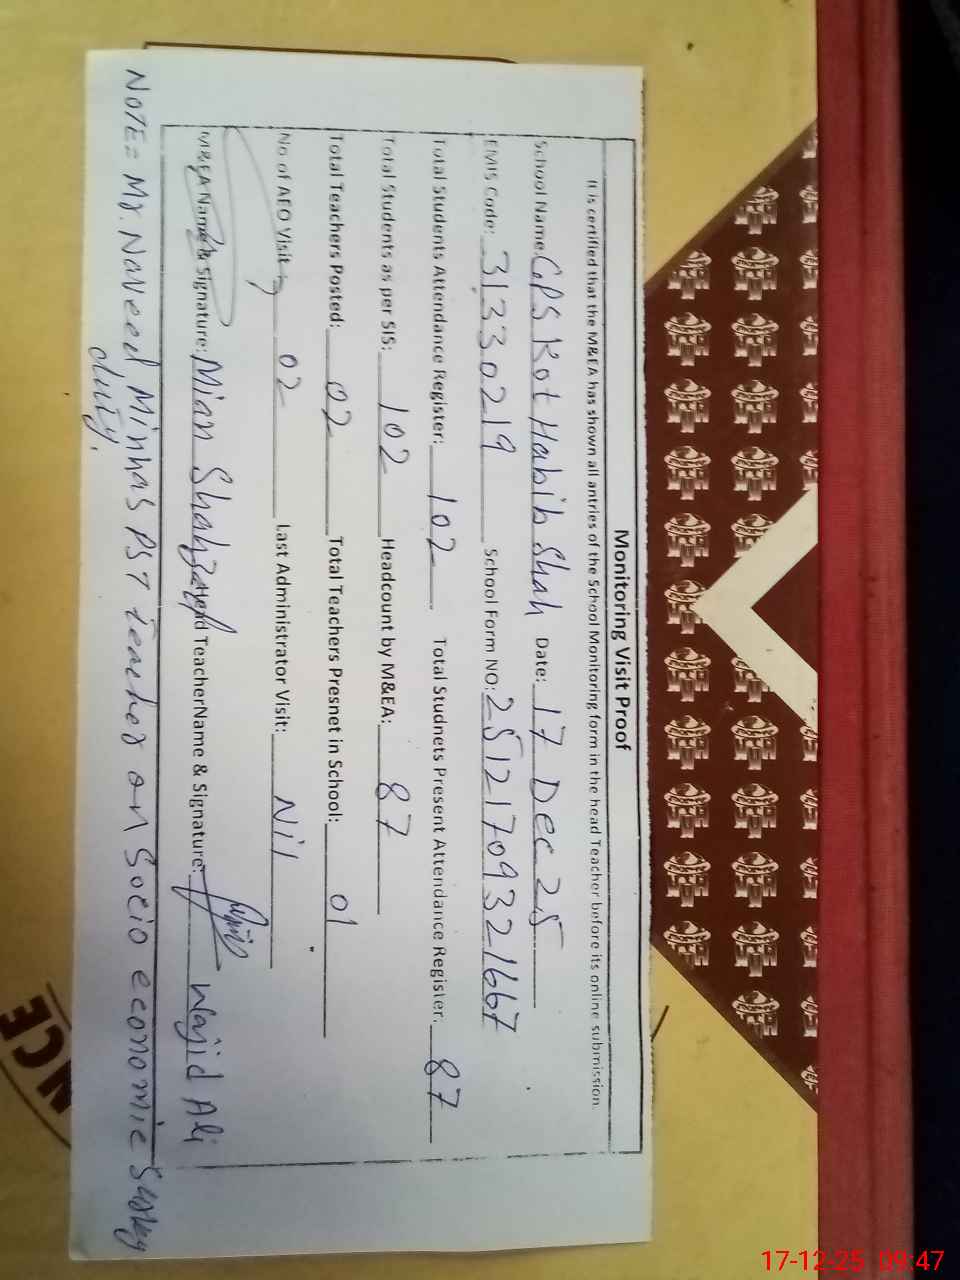 Monitoring Visit Proof
It is certified that the M&EA has shown all antries of the School Monitoring form in the head Teacher before its online submission.
School Name: GPS Kot Habib Shah Date: 17 Dec 25
EMIS Code: 31330219 School Form NO: 251217093221667
Total Students Attendance Register: 102 Total Studnets Present Attendance Register: 87
Total Students as per SIS: 102 Headcount by M&EA: 87
Total Teachers Posted: 02 Total Teachers Presnet in School: 01
No of AEO Visit 02 Last Administrator Visit: Nil
M&EA Name & Signature: Mian Shahzad Head TeacherName & Signature: Wajid Ali
NOTE= Mr. Naveed Minhas PST teacher on Socio economic Survey
duty.
NCE
17-12-25 09:47